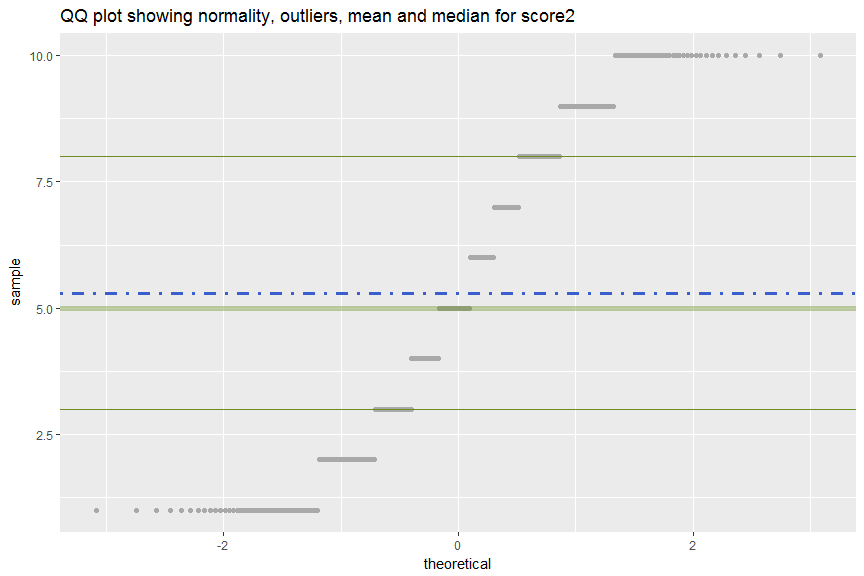 QQ plot showing normality, outliers, mean and median for score2
10.0
7.5
5.0
2.5
sample
-2
0
2
theoretical